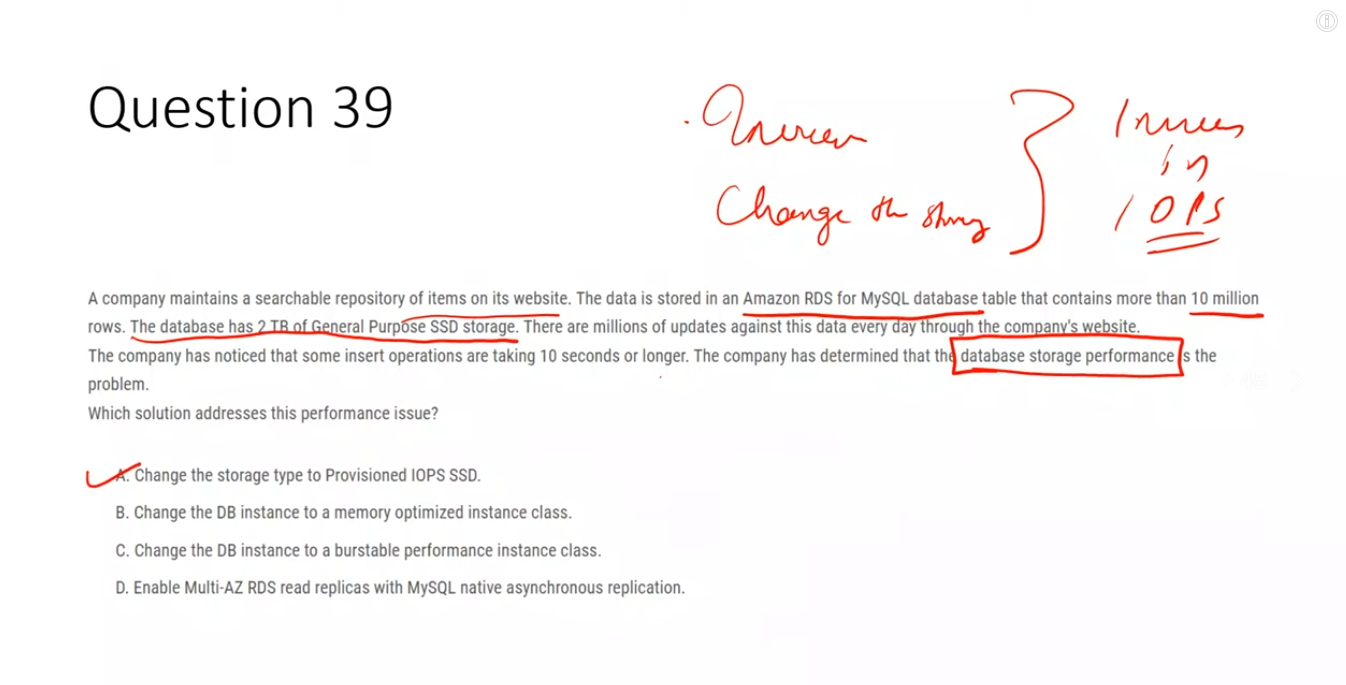 Question 39
Change the
in
IOPS
A company maintains a searchable repository of items on its website. The data is stored in an Amazon RDS for MySQL database table that contains more than 10 million
rows. The database has 2 TB of General Purpose SSD storage. There are millions of updates against this data every day through the company's website.
The company has noticed that some insert operations are taking 10 seconds or longer. The company has determined that the database storage performance is the
problem.
Which solution addresses this performance issue?
A. Change the storage type to Provisioned IOPS SSD.
B. Change the DB instance to a memory optimized instance class.
C. Change the DB instance to a burstable performance instance class.
D. Enable Multi-AZ RDS read replicas with MySQL native asynchronous replication.